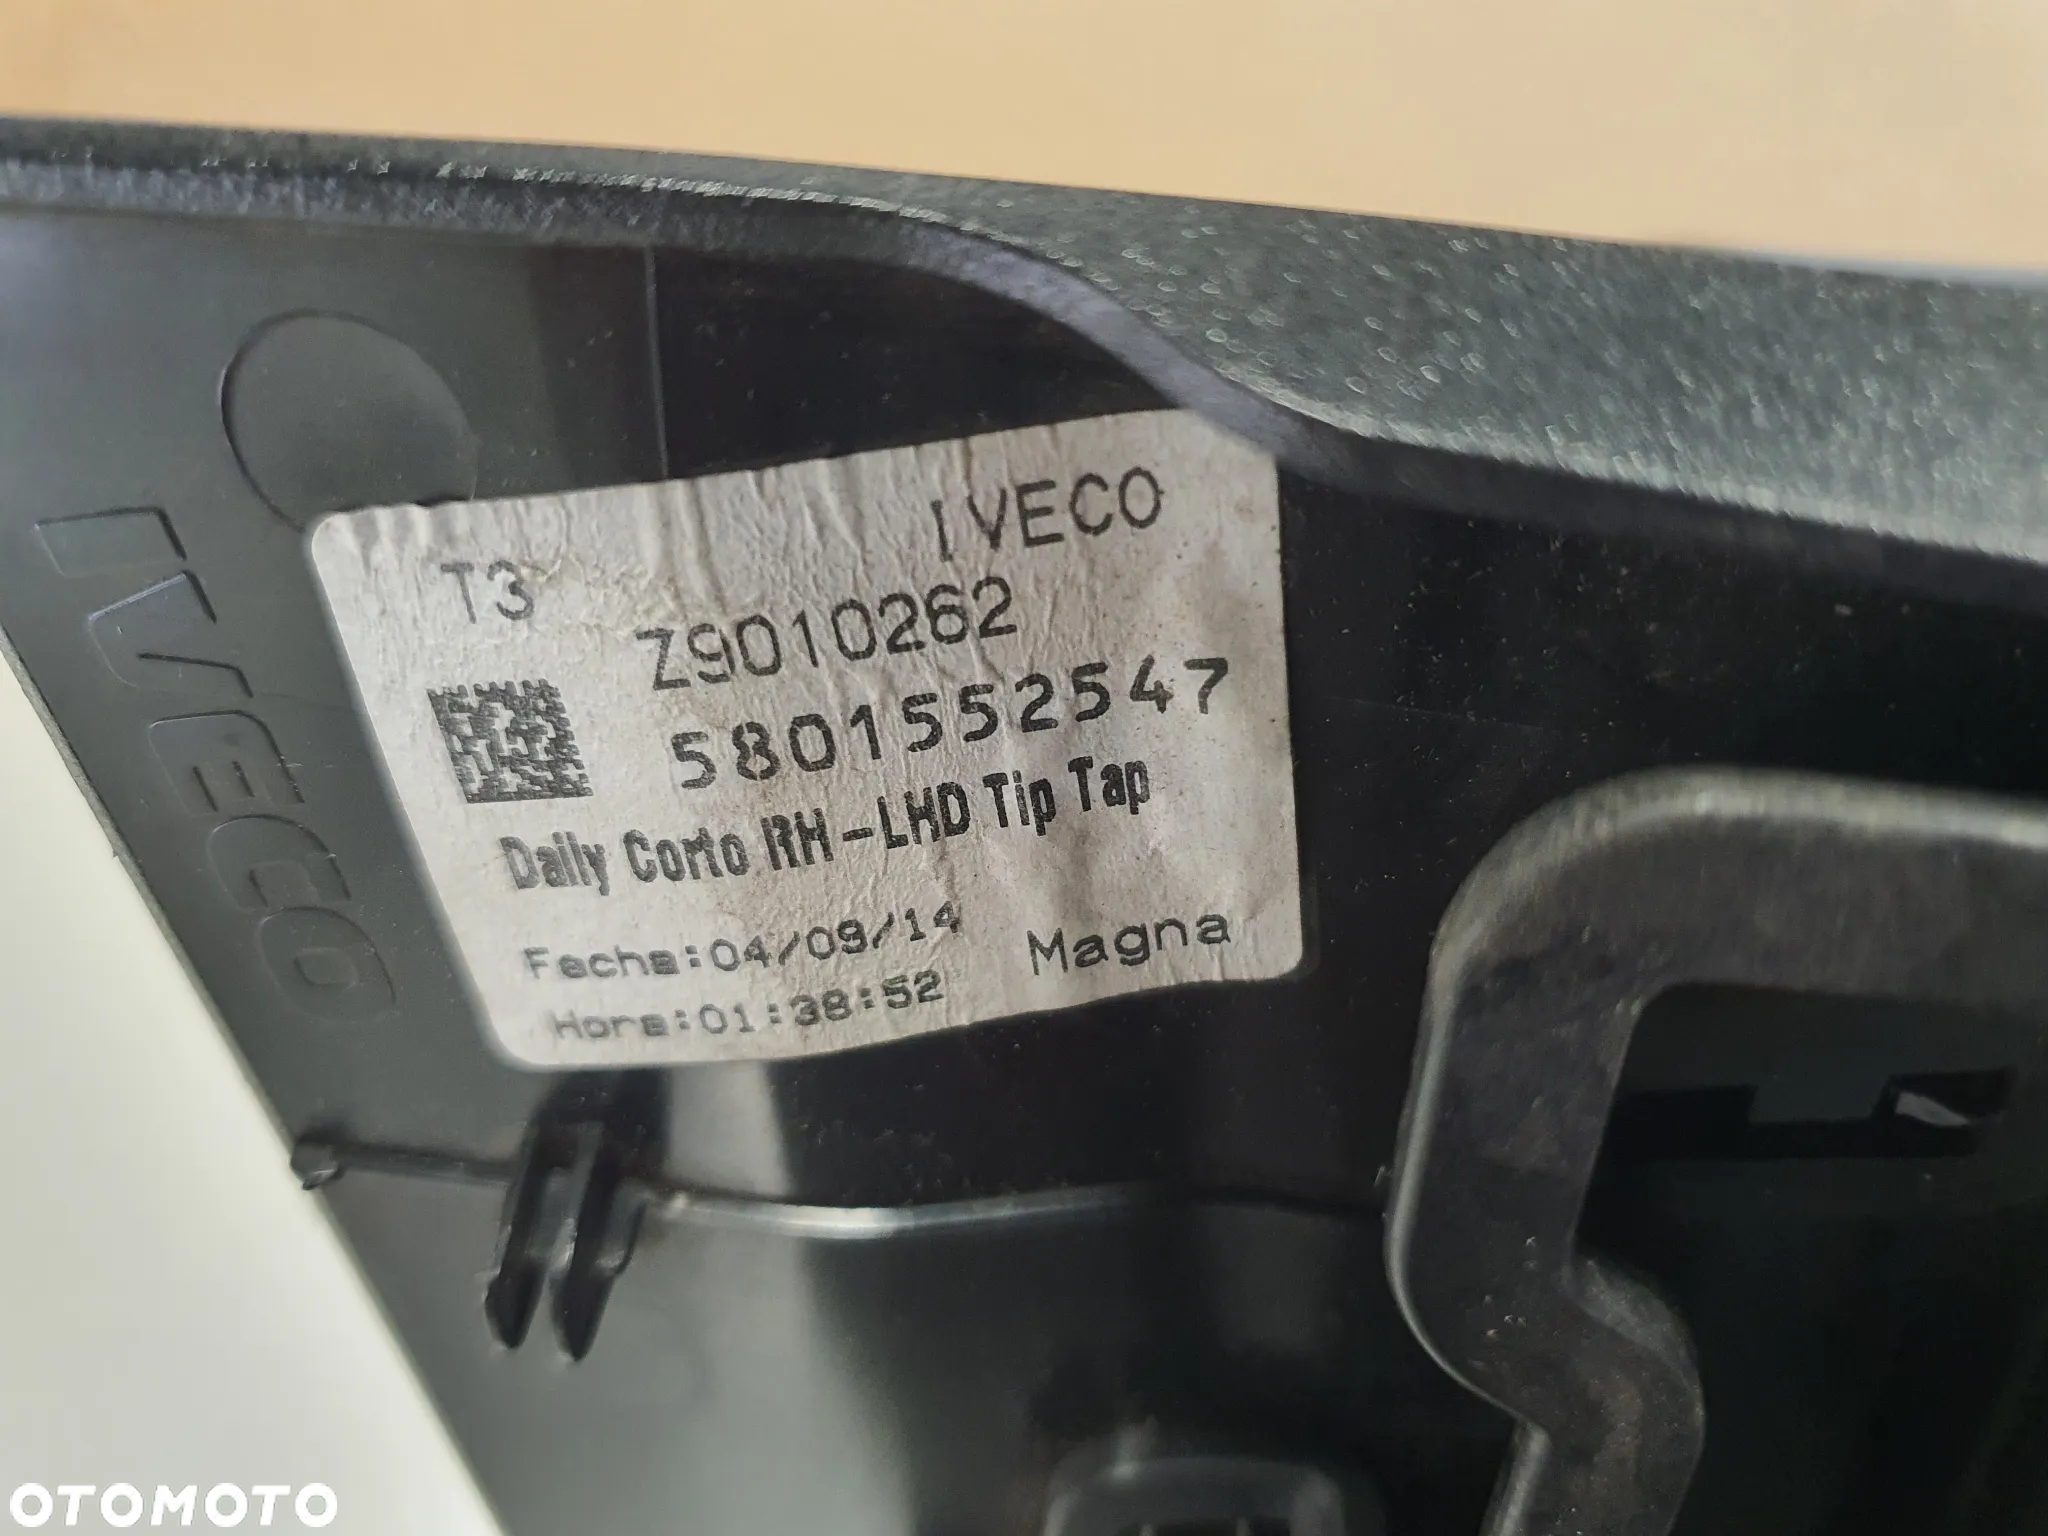 IVECO
T3
IVECO
Z9010262
5801552547
Daily Corto RH-LHD Tip Tap
Fecha:04/09/14
Magna
Hora:01:38:52
OTOMOTO